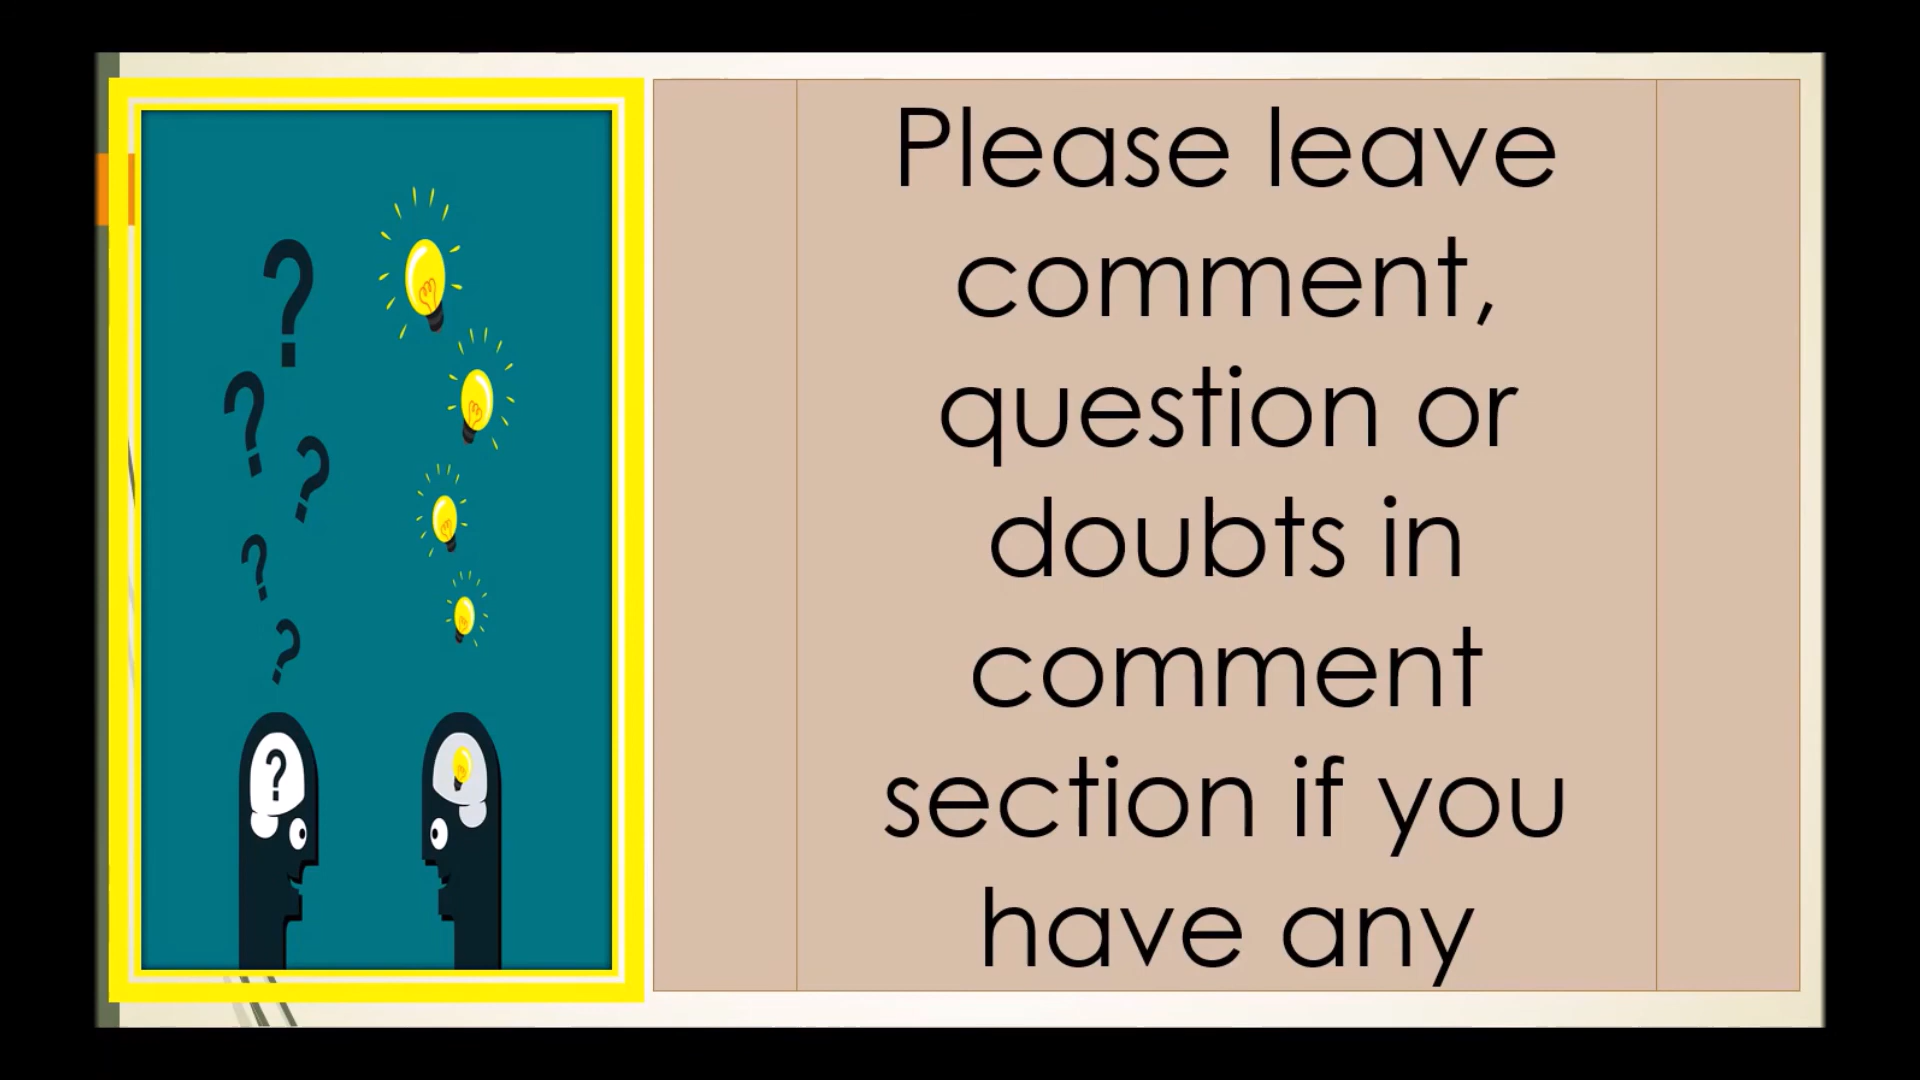 Please leave
comment,
question or
doubts in
comment
section if you
have any